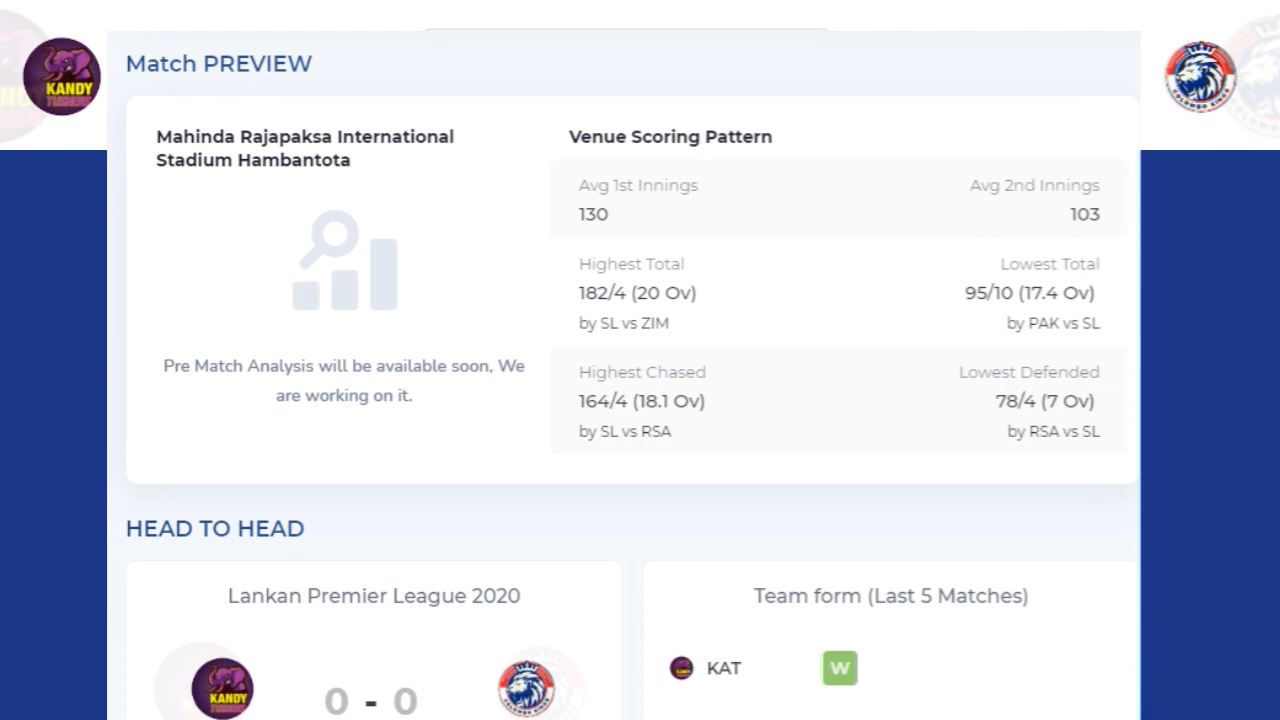 KANDY
Match PREVIEW
COLOMBO KINGS
Mahinda Rajapaksa International
Stadium Hambantota
Pre Match Analysis will be available soon, We
are working on it.
Venue Scoring Pattern
Avg 1st Innings Avg 2nd Innings
130 103
Highest Total Lowest Total
182/4 (20 Ov) 95/10 (17.4 Ov)
by SL vs ZIM by PAK vs SL
Highest Chased Lowest Defended
164/4 (18.1 Ov) 78/4 (7 Ov)
by SL vs RSA by RSA vs SL
HEAD TO HEAD
Lankan Premier League 2020
KANDY
0 - 0
Team form (Last 5 Matches)
KAT W